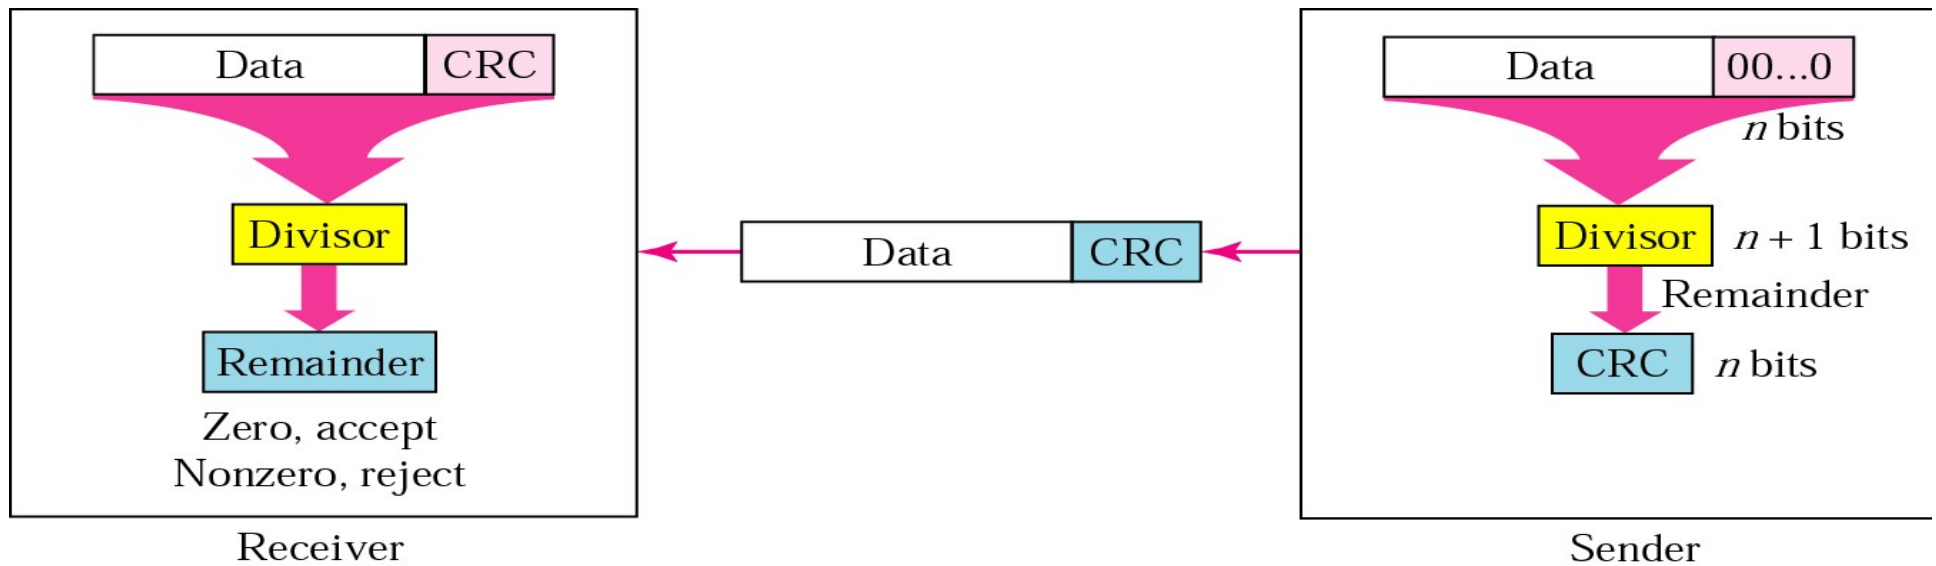 Data CRC
Divisor
Remainder
Zero, accept
Nonzero, reject
Receiver
Data CRC
Data 00...0
n bits
Divisor n + 1 bits
Remainder
CRC n bits
Sender